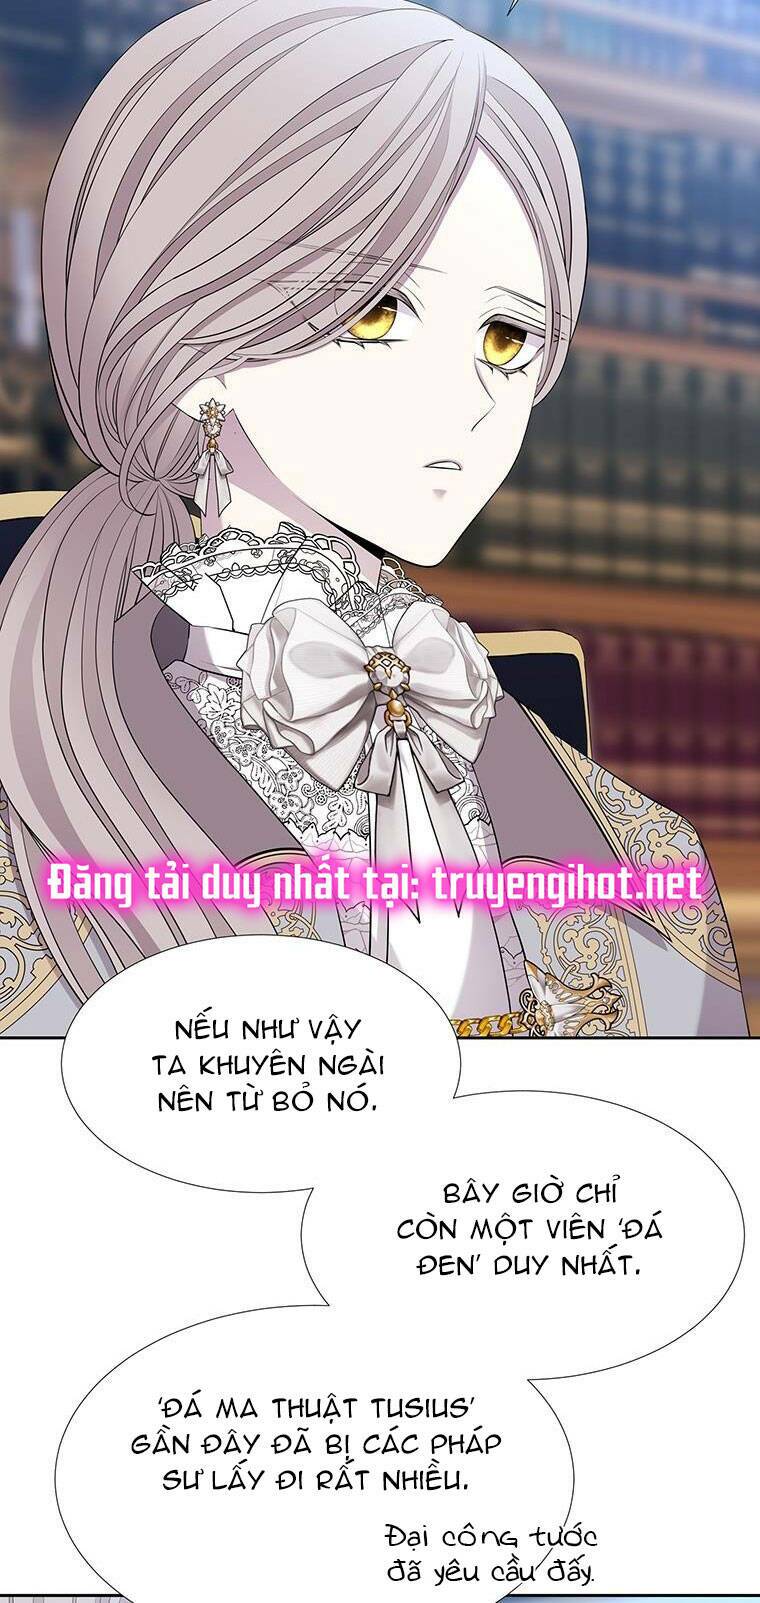 Đăng tải duy nhất tại: truyengihot.net
NẾU NHƯ VẬY
TA KHUYÊN NGÀI
NÊN TỪ BỎ NÓ.
BÂY GIỜ CHỈ
CÒN MỘT VIÊN ‘ĐÁ
ĐEN’ DUY NHẤT.
‘ĐÁ MA THUẬT TUSIUS’
GẦN ĐÂY ĐÃ BỊ CÁC PHÁP
SƯ LẤY ĐI RẤT NHIỀU.
Đại công tước
đã yêu cầu đấy.